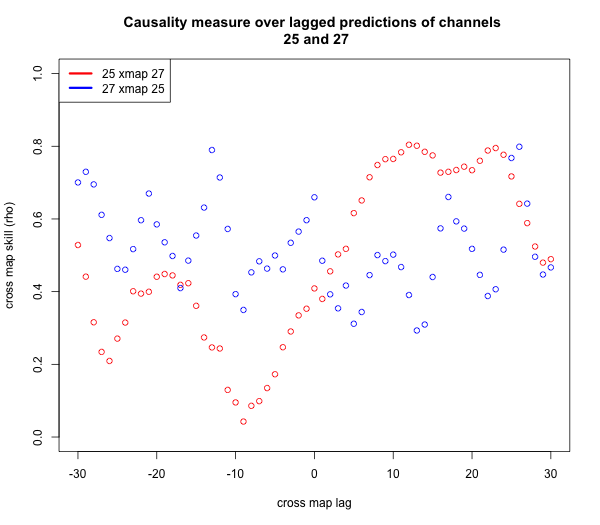 Causality measure over lagged predictions of channels
25 and 27
25 xmap 27
27 xmap 25
1.0
0.8
0.6
0.4
0.2
0.0
cross map skill (rho)
-30
-20
-10
0
10
20
30
cross map lag